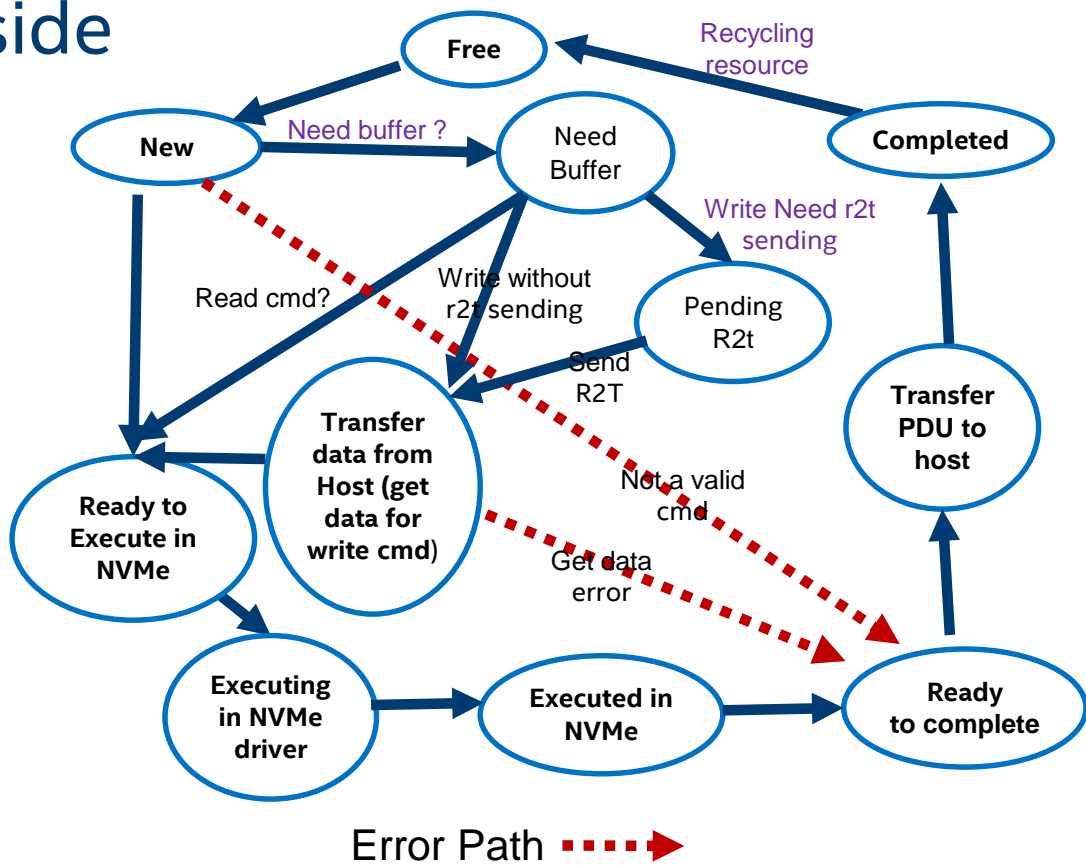 side
Free
Recycling
resource
New
Need buffer ?
Need
Buffer
Completed
Write Need r2t
sending
Read cmd?
Write without
r2t sending
Pending
R2t
Send
R2T
Transfer
data from
Host (get
data for
write cmd)
Transfer
PDU to
host
Ready to
Execute in
NVMe
Not a valid
cmd
Get data
error
Executing
in NVMe
driver
Executed in
NVMe
Ready
to complete
Error Path